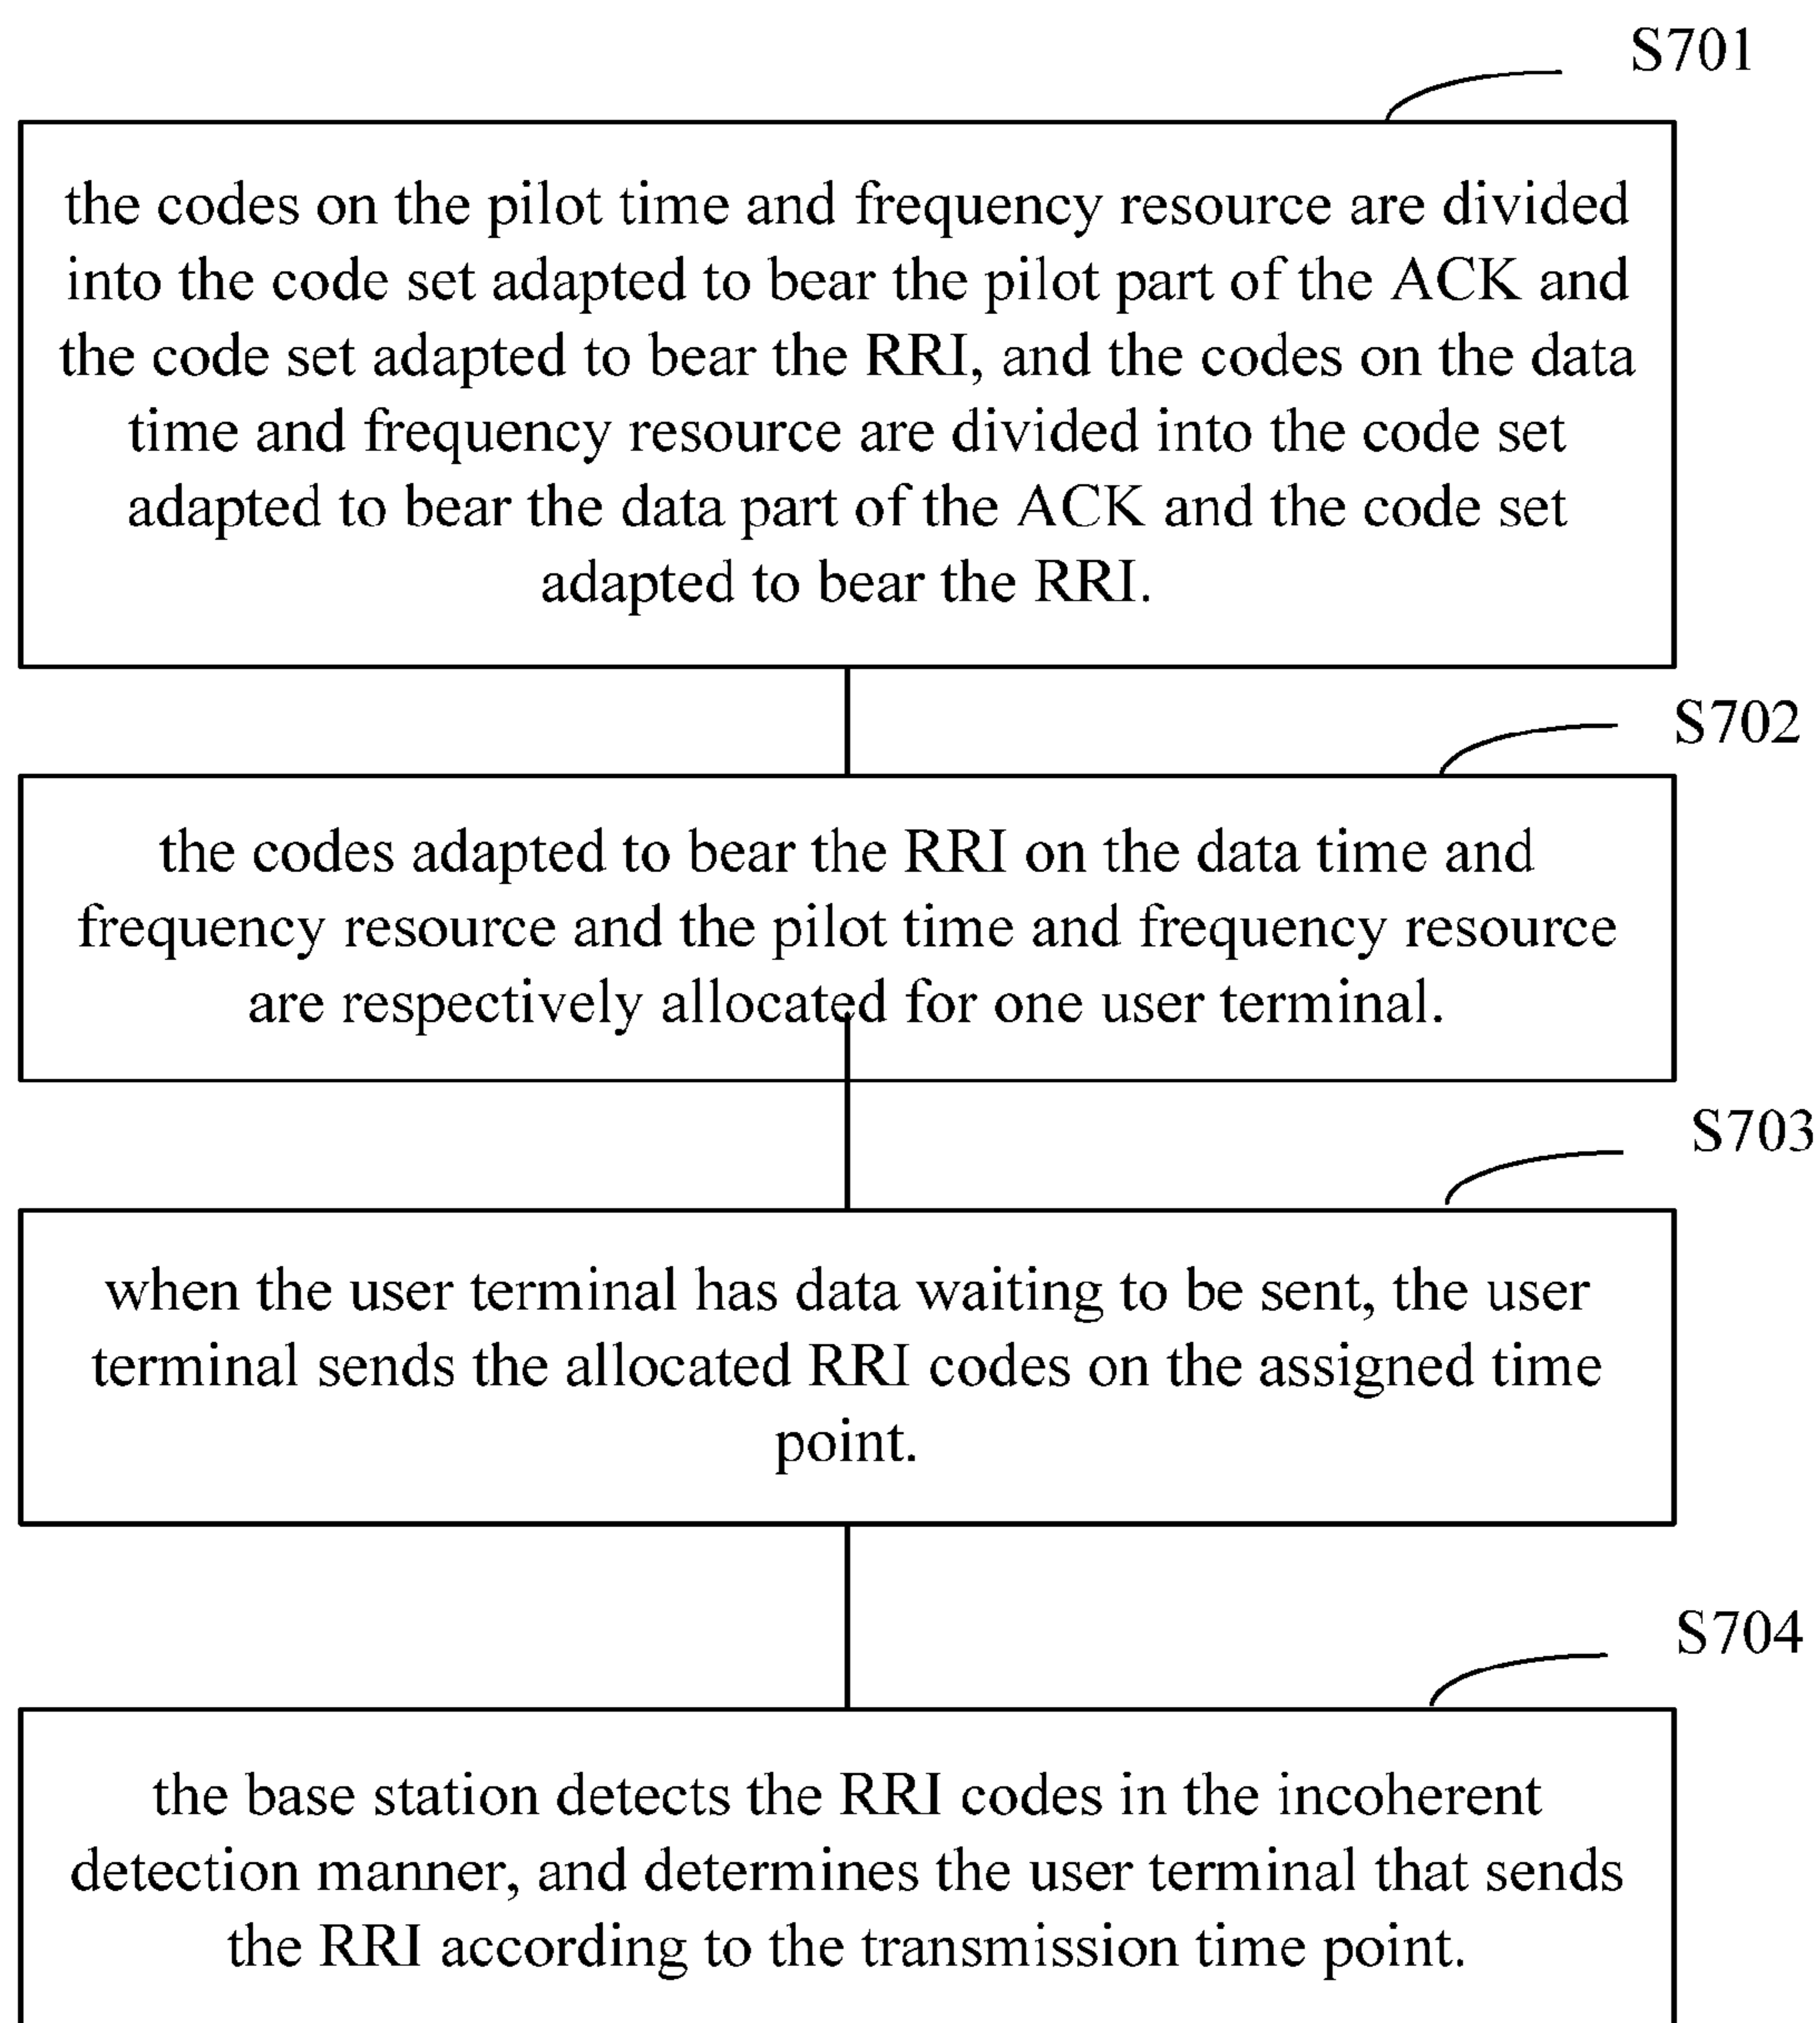 S701
the codes on the pilot time and frequency resource are divided
into the code set adapted to bear the pilot part of the ACK and
the code set adapted to bear the RRI, and the codes on the data
time and frequency resource are divided into the code set
adapted to bear the data part of the ACK and the code set
adapted to bear the RRI.
S702
the codes adapted to bear the RRI on the data time and
frequency resource and the pilot time and frequency resource
are respectively allocated for one user terminal.
S703
when the user terminal has data waiting to be sent, the user
terminal sends the allocated RRI codes on the assigned time
point.
S704
the base station detects the RRI codes in the incoherent
detection manner, and determines the user terminal that sends
the RRI according to the transmission time point.